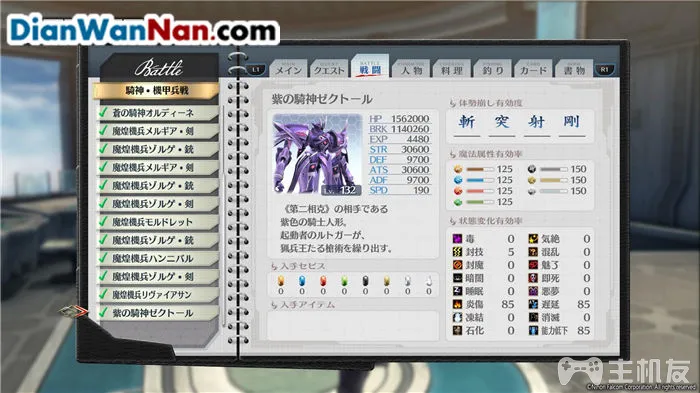 DianWanNan.Com
Battle
騎神・機甲兵戦
蒼の騎神オルディーネ
魔煌機兵メルギア・剣
魔煌機兵ゾルゲ・銃
魔煌機兵メルギア・剣
魔煌機兵ゾルゲ・銃
魔煌機兵ゾルゲ・剣
魔煌機兵モルドレット
魔煌機兵ゾルゲ・銃
魔煌機兵ハンニバル
魔煌機兵ゾルゲ・剣
魔煌機兵リヴァイアサン
紫の騎神ゼクトール
L1
メイン
QUEST
クエスト
BATTLE
戦闘
人物
料理
FISHING
釣り
カード
BOOK
書物
R1
紫の騎神ゼクトール
HP 1562000
BRK 1140260
EXP 4480
STR 30600
DEF 9700
ATS 30600
ADF 9700
SPD 190
Lv. 132
《第二相克》の相手である
紫色の騎士人形。
起動者のルトガーが、
猟兵王たる槍術を繰り出す。
入手セピス
0 0 0 0 0 0 0 0
入手アイテム
体勢崩し有効度
斬 突 射 剛
魔法属性有効率
125 150
125 150
125 150
125
状態変化有効率
毒 0 気絶 0
封技 5 混乱 0
封魔 0 魅了 0
暗闇 0 即死 0
睡眠 0 悪夢 0
炎傷 85 遅延 85
凍結 0 消滅 0
石化 0 能力低下 85
主机友
©Nihon Falcom Corporation. All rights reserved.